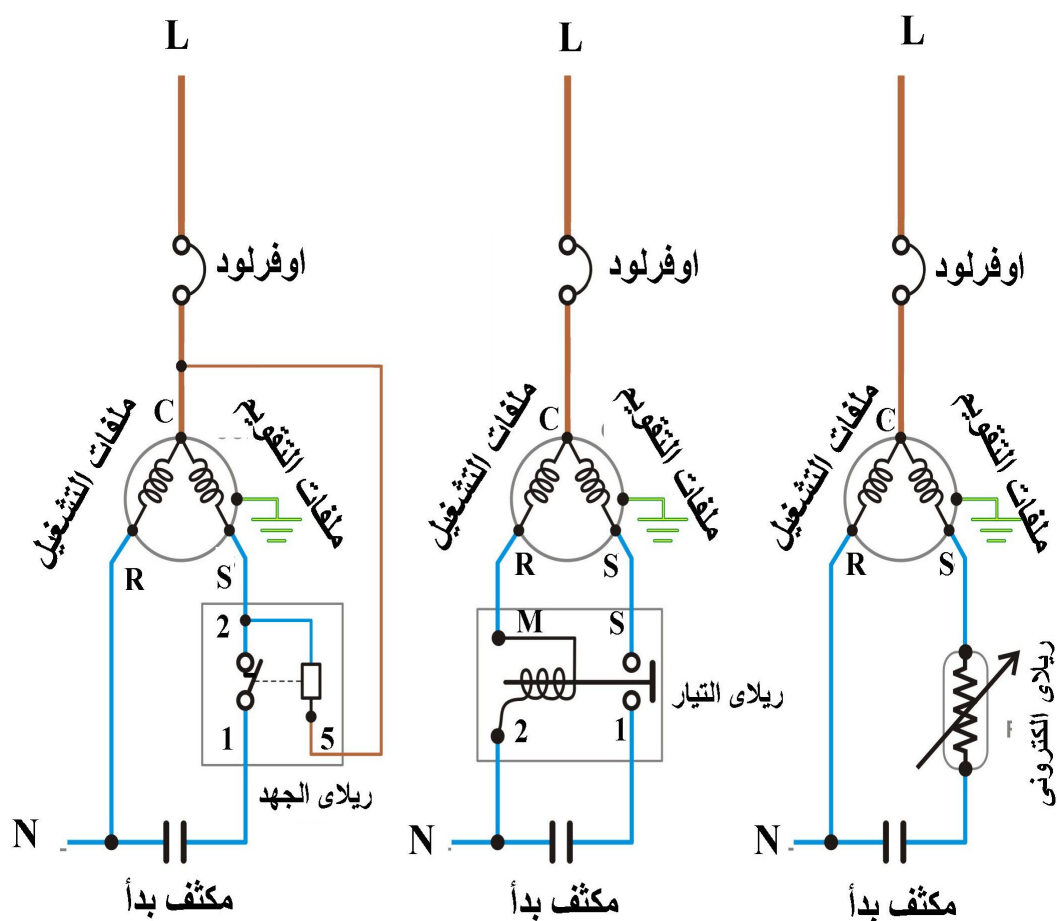 L
اوفرلود
C
ملفات التشغيل
ملفات التقويم
R
S
2
1
5
ريلاى الجهد
N
مكثف بدأ
L
اوفرلود
C
ملفات التشغيل
ملفات التقويم
R
S
M
S
2
1
ريلاى التيار
N
مكثف بدأ
L
اوفرلود
C
ملفات التشغيل
ملفات التقويم
R
S
ريلاى الكترونى
N
مكثف بدأ